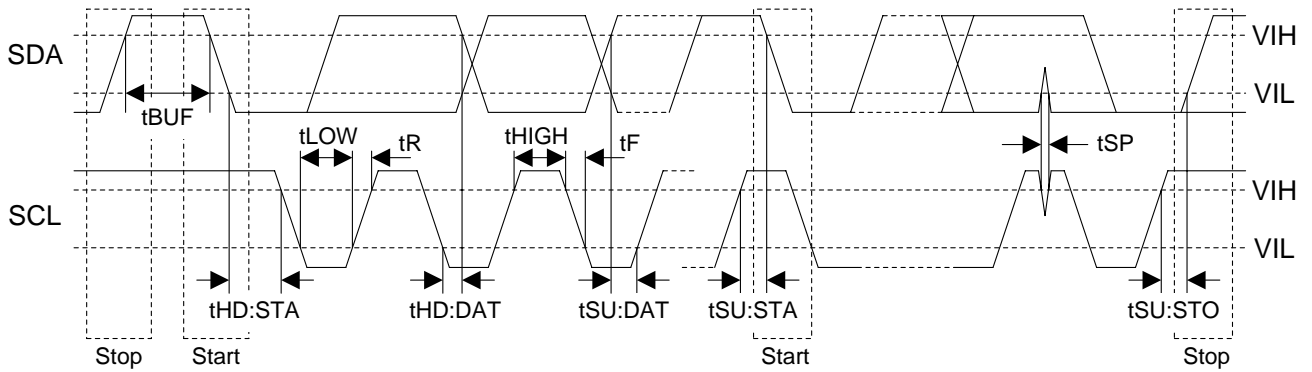 SDA
VIH
VIL
tBUF
tLOW
tR
tHIGH
tF
tSP
SCL
VIH
VIL
tHD:STA
tHD:DAT
tSU:DAT
tSU:STA
tSU:STO
Stop
Start
Start
Stop